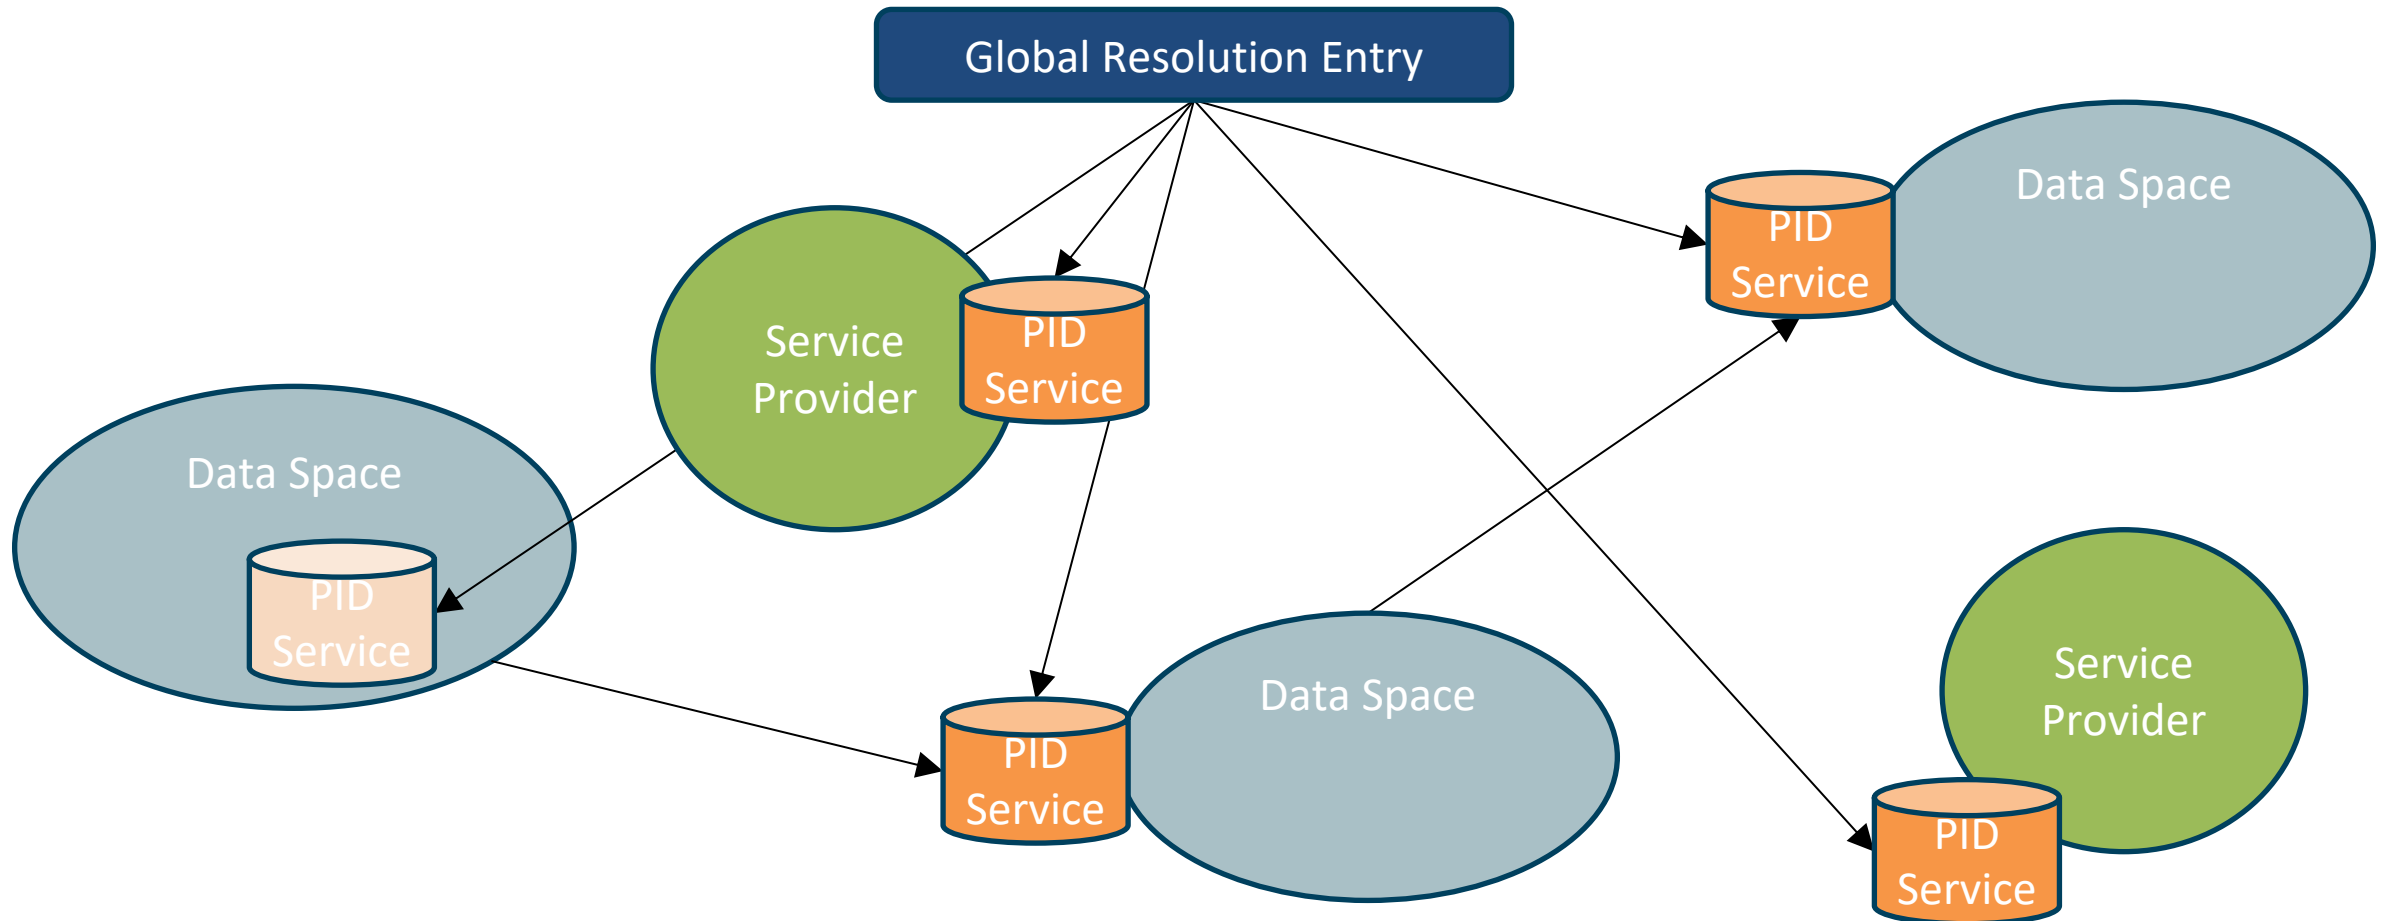 Global Resolution Entry
Data Space
PID
Service
Service
Provider
PID
Service
Data Space
PID
Service
Data Space
PID
Service
Service
Provider
PID
Service